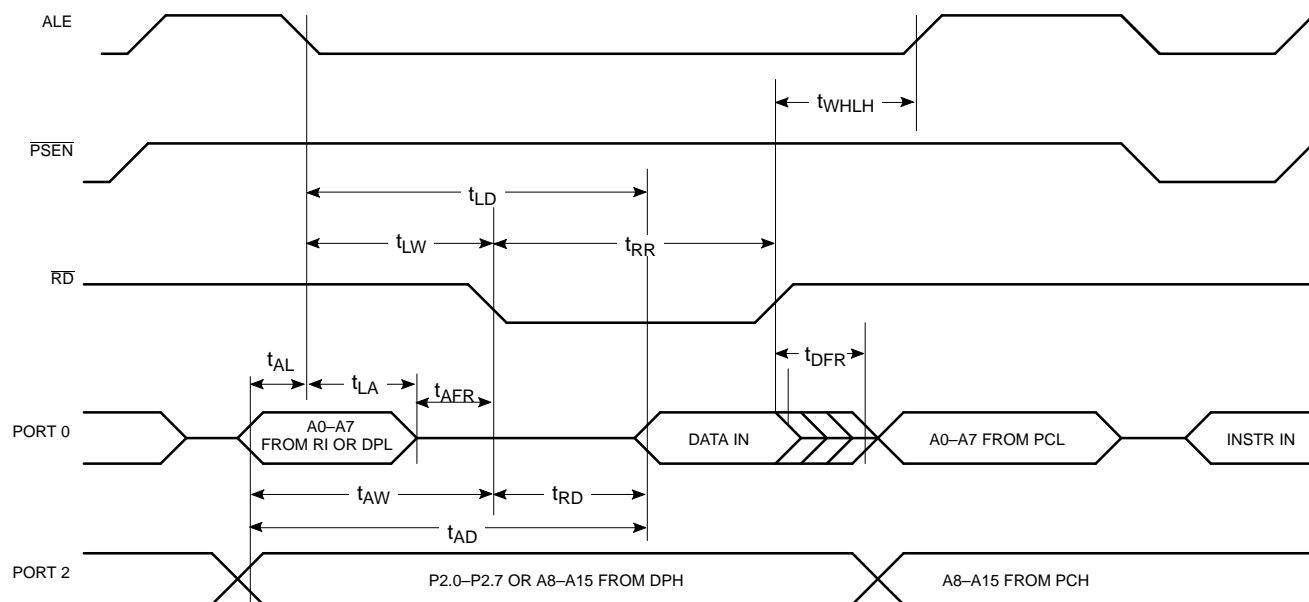 ALE
tWHLH
PSEN
tLD
tLW
tRR
RD
tAL
tLA
tAFR
tDFR
PORT 0
A0–A7
FROM RI OR DPL
DATA IN
A0–A7 FROM PCL
INSTR IN
tAW
tRD
tAD
PORT 2
P2.0–P2.7 OR A8–A15 FROM DPH
A8–A15 FROM PCH